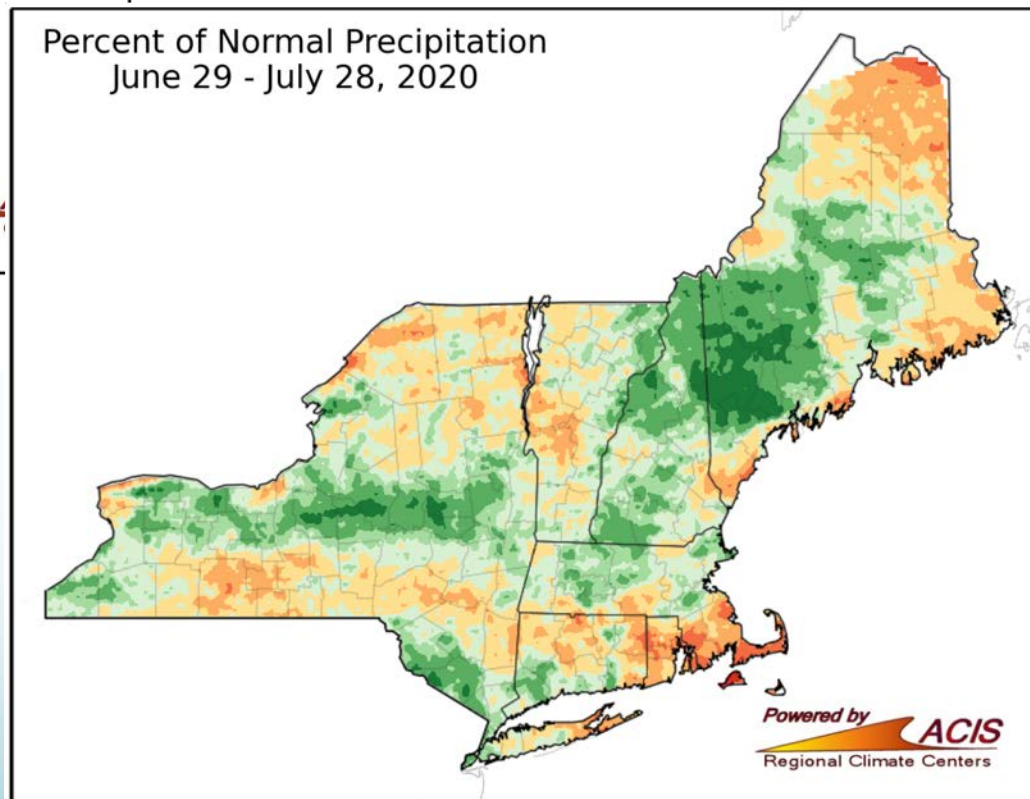 Percent of Normal Precipitation
June 29 - July 28, 2020
Powered by
ACIS
Regional Climate Centers